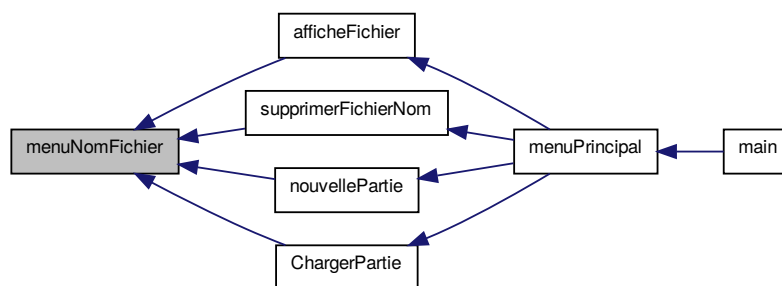 afficheFichier
supprimerFichierNom
menuNomFichier
menuPrincipal
main
nouvellePartie
ChargerPartie